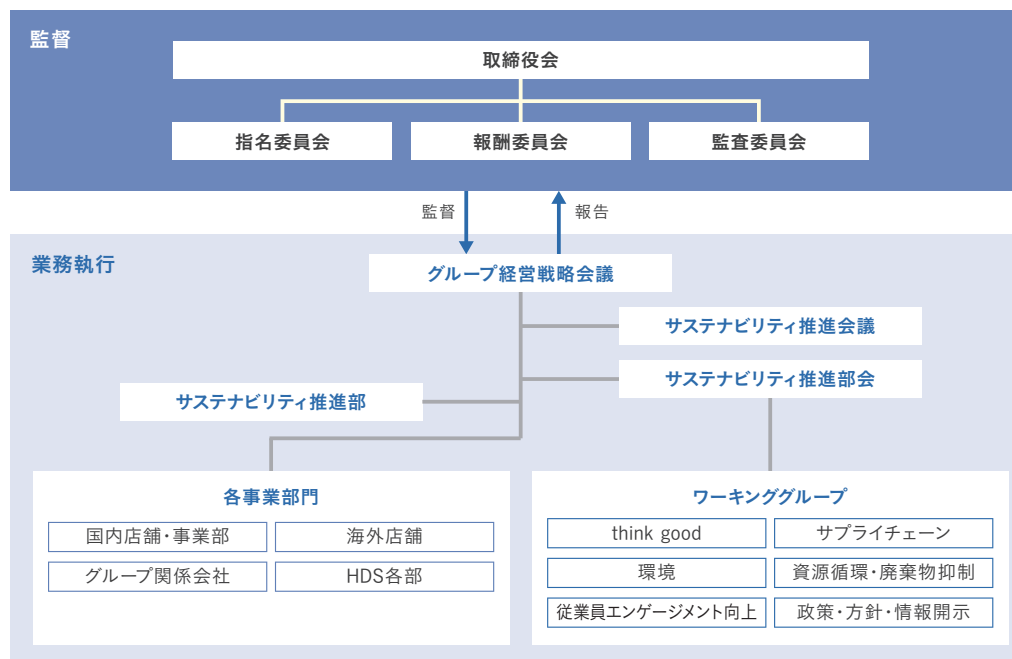 監督
取締役会
指名委員会
報酬委員会
監査委員会
監督
報告
業務執行
グループ経営戦略会議
サステナビリティ推進会議
サステナビリティ推進部会
サステナビリティ推進部
各事業部門
国内店舗・事業部
海外店舗
グループ関係会社
HDS各部
ワーキンググループ
think good
サプライチェーン
環境
資源循環・廃棄物抑制
従業員エンゲージメント向上
政策・方針・情報開示